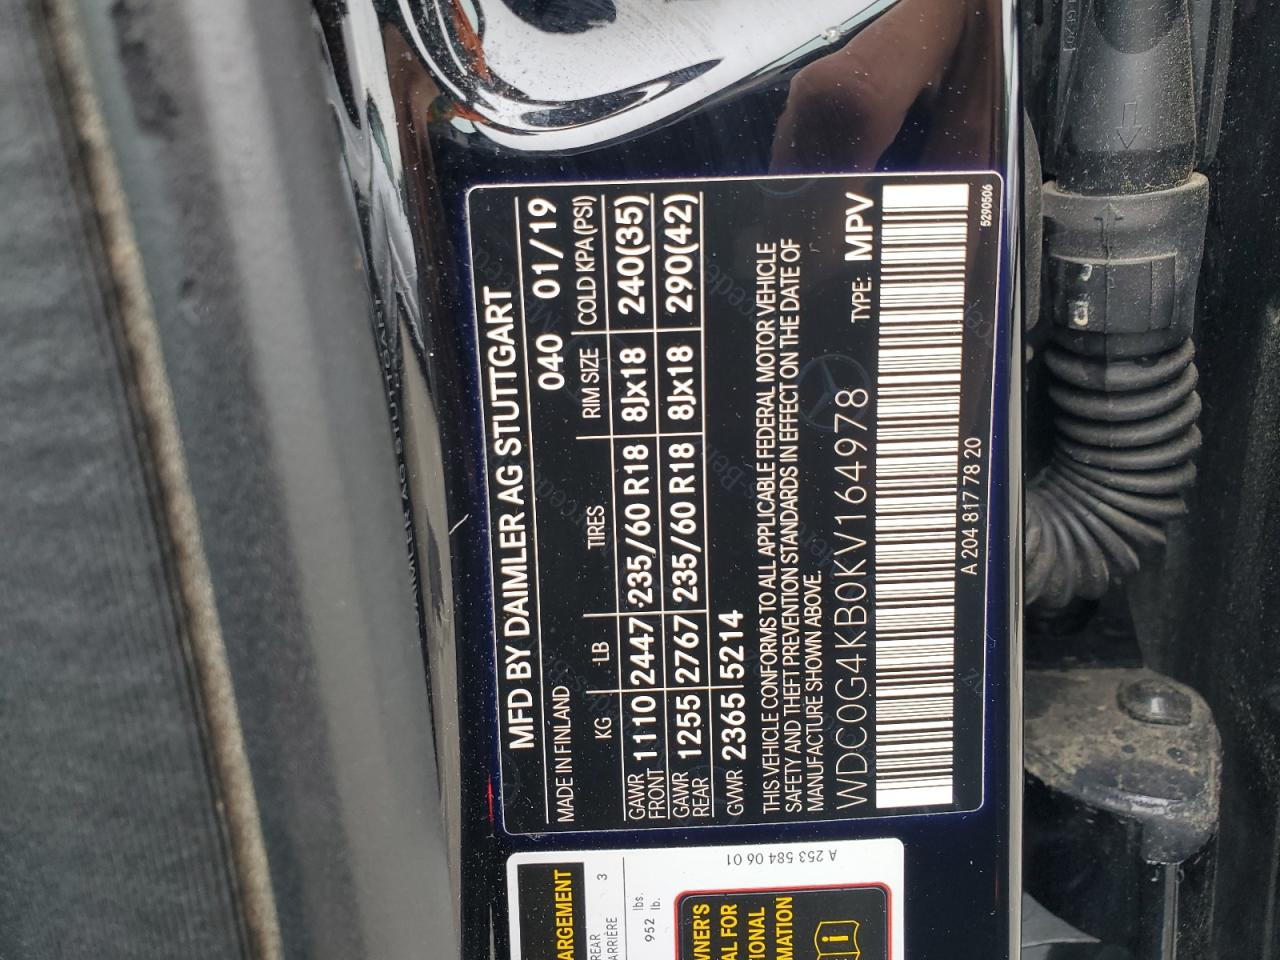 MFD BY DAIMLER AG STUTTGART
MADE IN FINLAND 040 01/19
KG LB TIRES RIM SIZE COLD KPA(PSI)
GAWR FRONT 1110 2447 235/60 R18 8Jx18 240(35)
GAWR REAR 1255 2767 235/60 R18 8Jx18 290(42)
GVWR 2365 5214
THIS VEHICLE CONFORMS TO ALL APPLICABLE FEDERAL MOTOR VEHICLE
SAFETY AND THEFT PREVENTION STANDARDS IN EFFECT ON THE DATE OF
MANUFACTURE SHOWN ABOVE.
WDC0G4KB0KV164978 TYPE: MPV
A 204 817 78 20
5290506
REAR 3
ARRIÈRE
952 lbs.
lb.
A 253 584 06 01